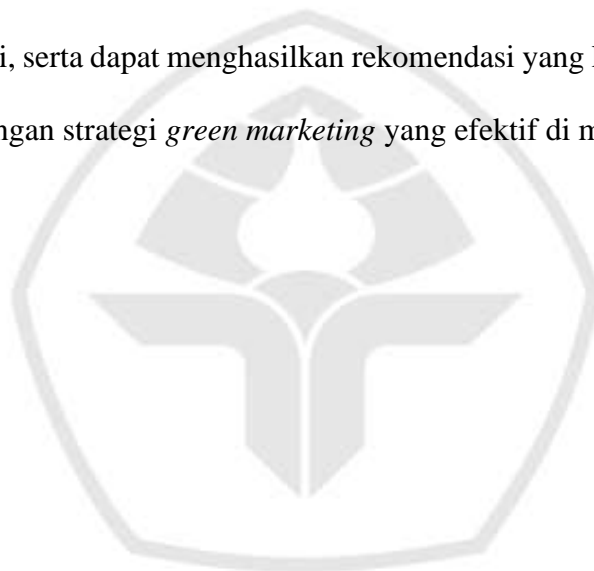 i, serta dapat menghasilkan rekomendasi yang
ngan strategi green marketing yang efektif di